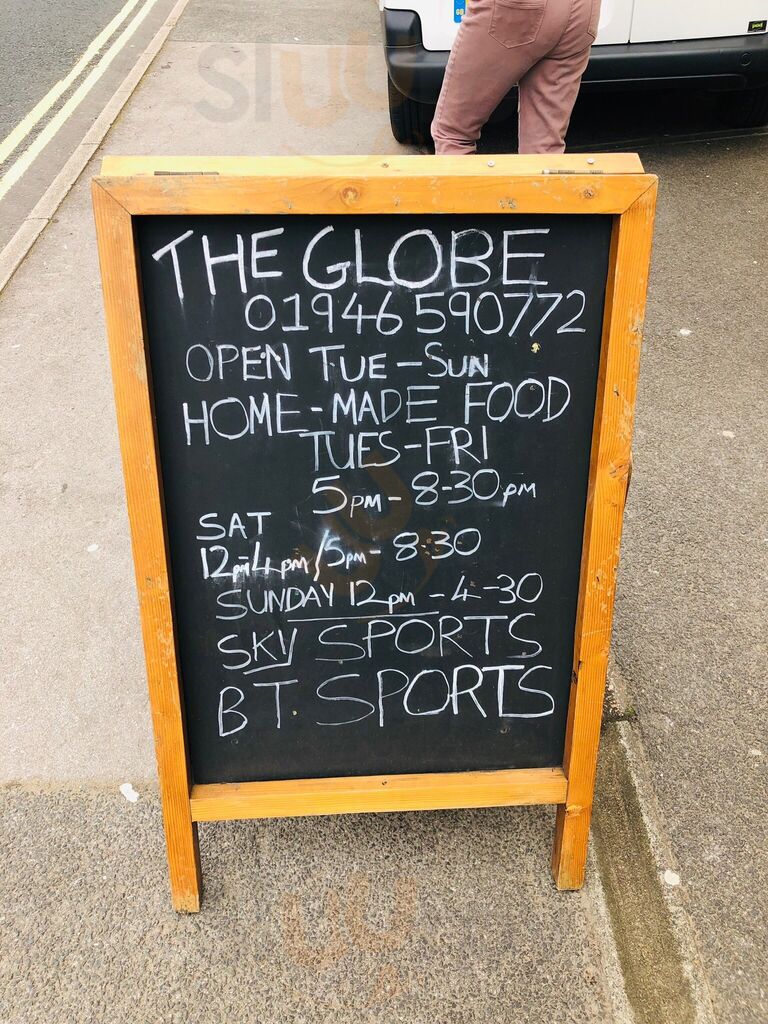 THE GLOBE
01946 590772
OPEN TUE-SUN
HOME-MADE FOOD
TUES-FRI
5PM - 8-30PM
SAT
12pm-4pm/5pm- 8:30
SUNDAY 12pm - 4-30
SKY SPORTS
BT SPORTS
GB